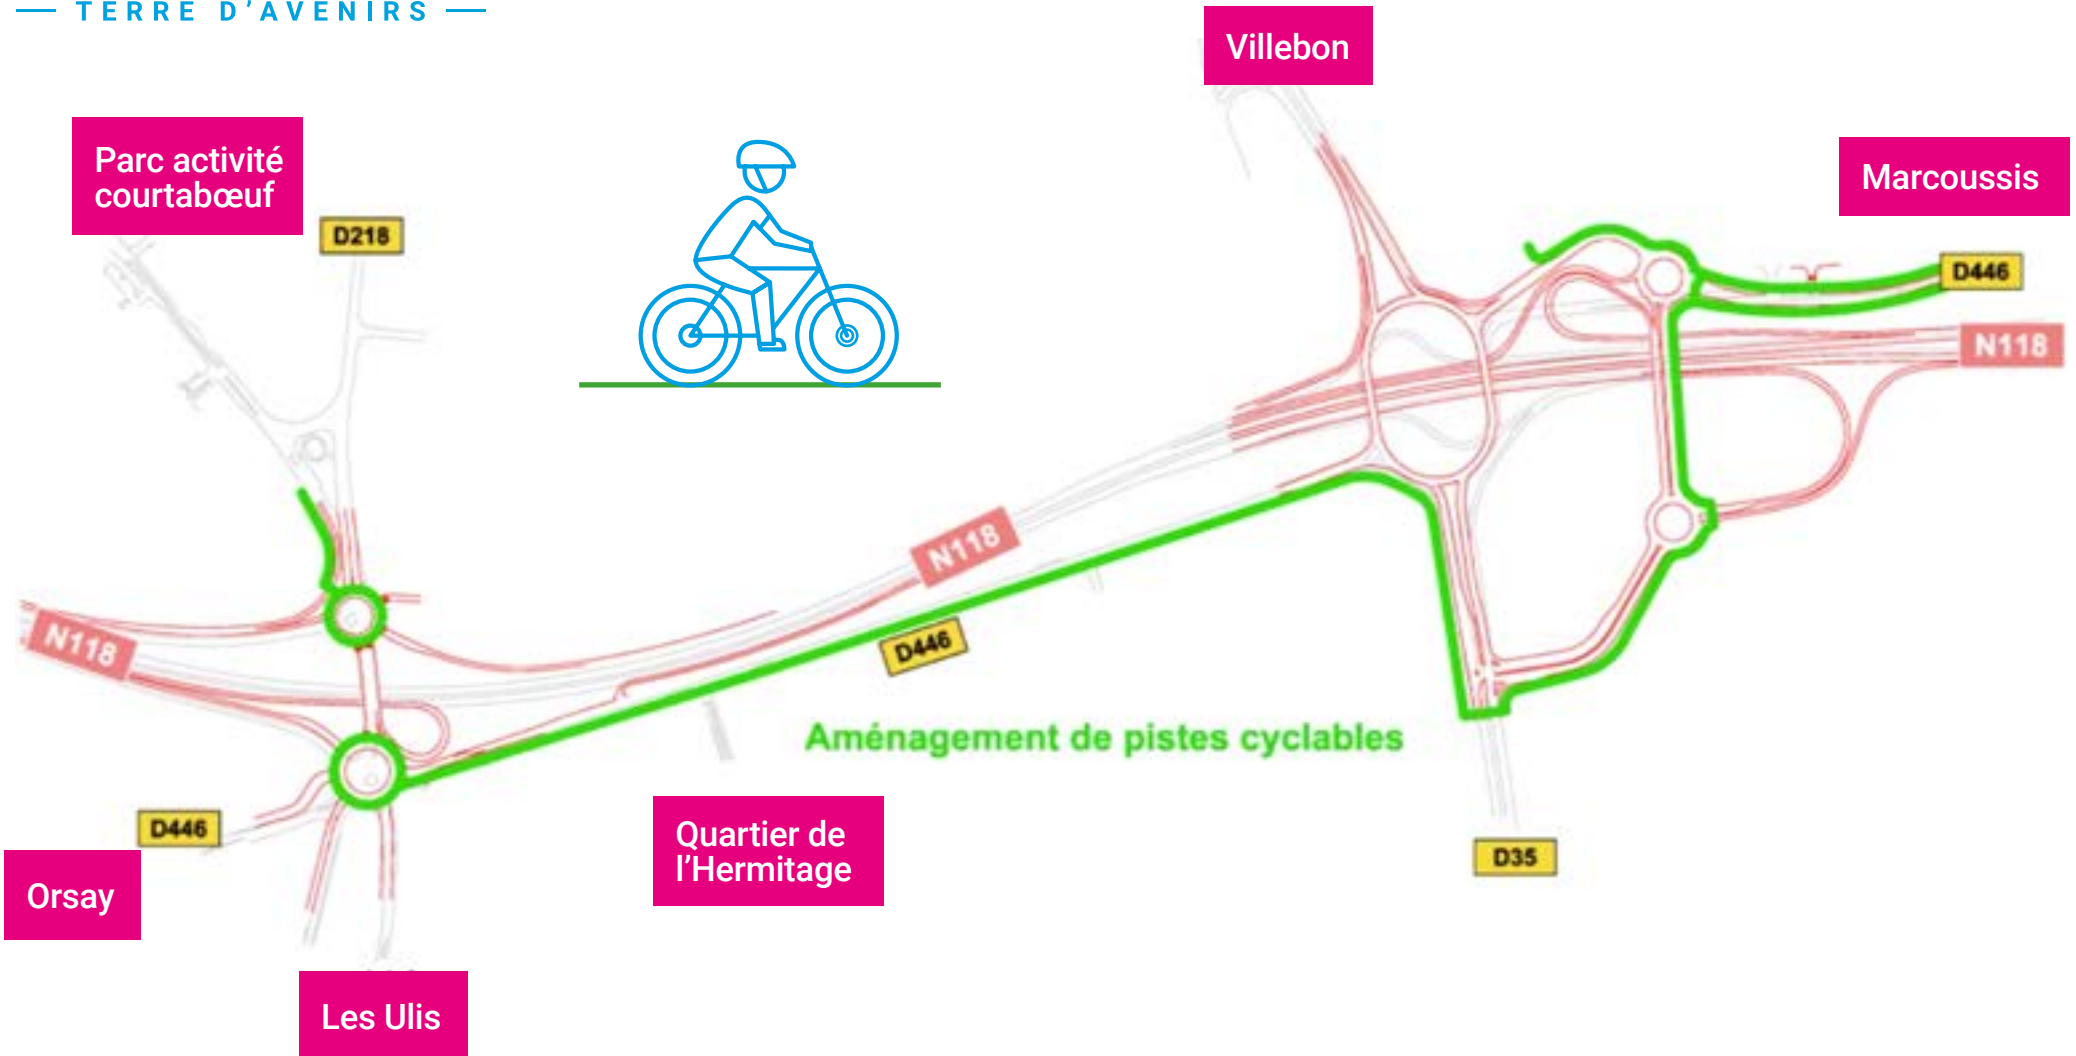 TERRE D’AVENIRS
Villebon
Parc activité
courtabœuf
Marcoussis
D218
D446
N118
N118
N118
D446
Aménagement de pistes cyclables
D446
Quartier de
l’Hermitage
D35
Orsay
Les Ulis